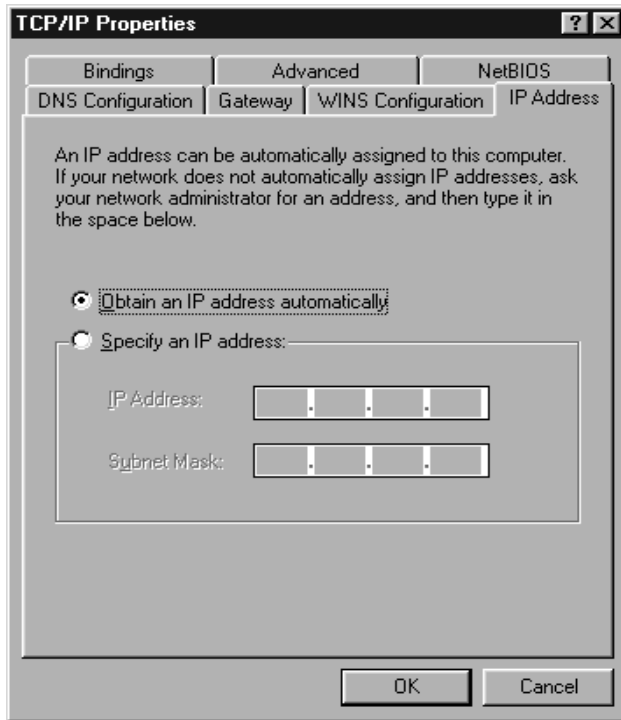 TCP/IP Properties
Bindings
Advanced
NetBIOS
DNS Configuration
Gateway
WINS Configuration
IP Address
An IP address can be automatically assigned to this computer.
If your network does not automatically assign IP addresses, ask
your network administrator for an address, and then type it in
the space below.
Obtain an IP address automatically
Specify an IP address:
IP Address:
Subnet Mask:
OK
Cancel